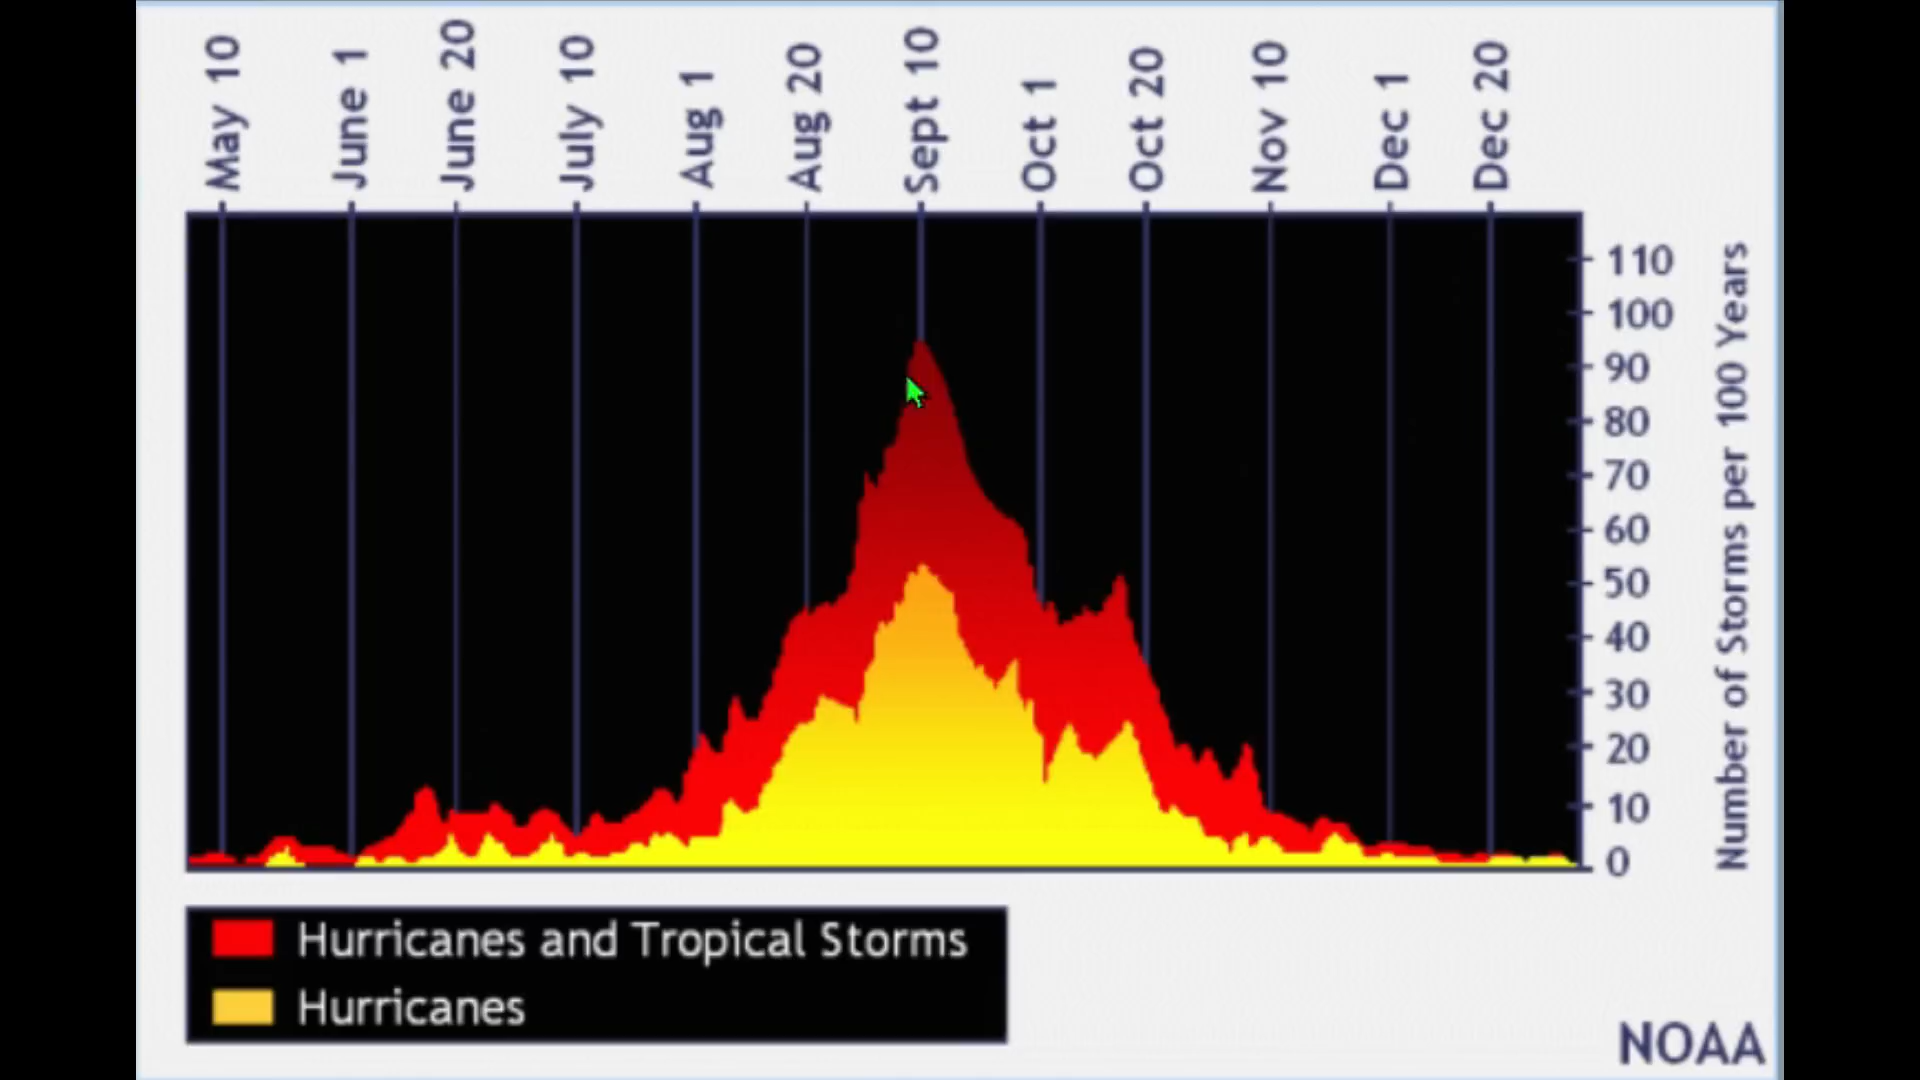 May 10
June 1
June 20
July 10
Aug 1
Aug 20
Sept 10
Oct 1
Oct 20
Nov 10
Dec 1
Dec 20
110
100
90
80
70
60
50
40
30
20
10
0
Number of Storms per 100 Years
Hurricanes and Tropical Storms
Hurricanes
NOAA